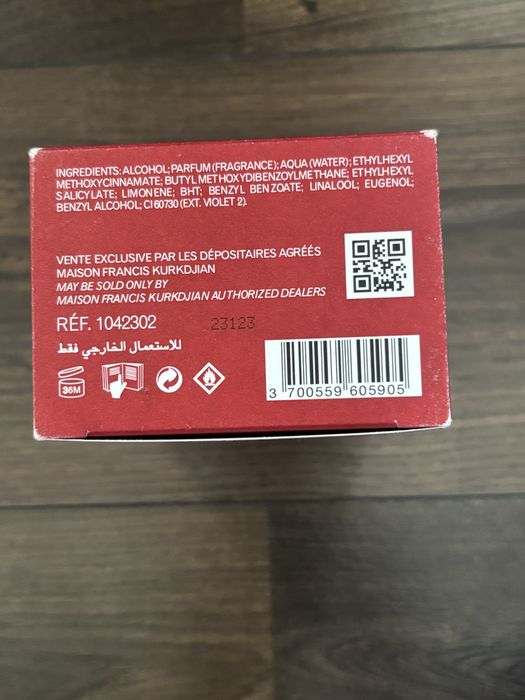 INGREDIENTS: ALCOHOL; PARFUM (FRAGRANCE); AQUA (WATER); ETHYLHEXYL
METHOXYCINNAMATE; BUTYL METHOXYDIBENZOYLMETHANE; ETHYLHEXYL
SALICYLATE; LIMONENE; BHT; BENZYL BENZOATE; LINALOOL; EUGENOL;
BENZYL ALCOHOL; CI 60730 (EXT. VIOLET 2).
VENTE EXCLUSIVE PAR LES DÉPOSITAIRES AGRÉÉS
MAISON FRANCIS KURKDJIAN
MAY BE SOLD ONLY BY
MAISON FRANCIS KURKDJIAN AUTHORIZED DEALERS
RÉF. 1042302 23123
للاستعمال الخارجي فقط
36M
3 700559 605905